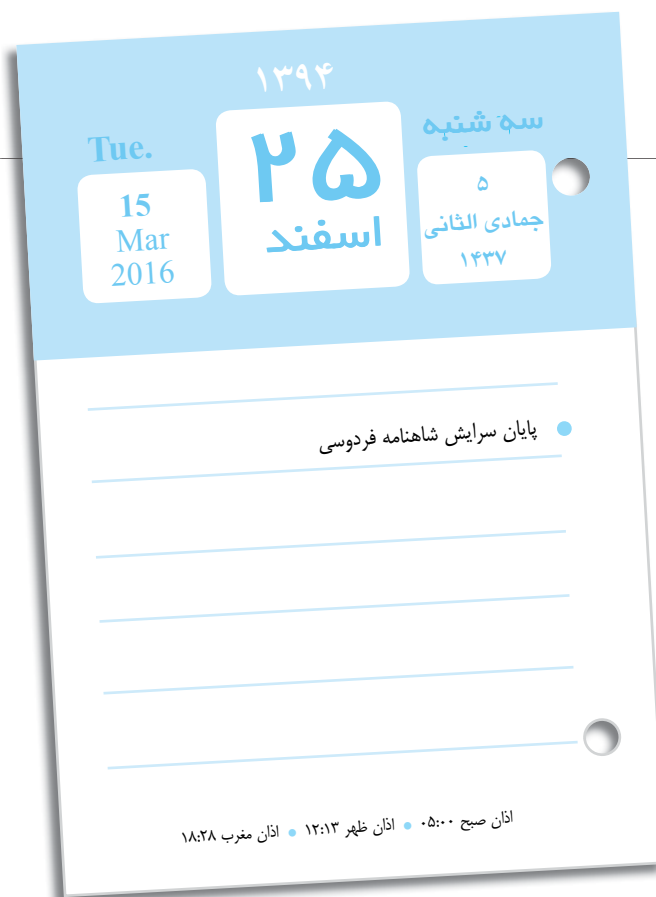 ۱۳۹۴
سه شنبه
۲۵
اسفند
Tue.
۵
جمادی الثانی
۱۴۳۷
15
Mar
2016
پایان سرایش شاهنامه فردوسی
اذان صبح ۰۵:۰۰ اذان ظهر ۱۲:۱۳ اذان مغرب ۱۸:۲۸